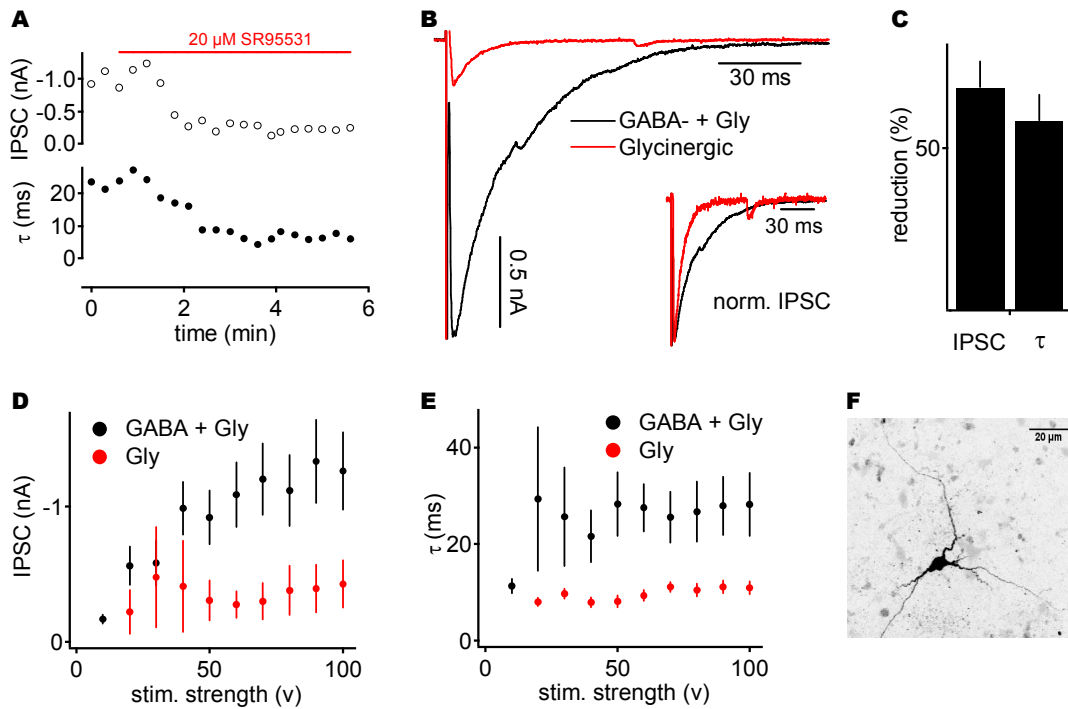 A
20 µM SR95531
-1.0
-0.5
0.0
IPSC (nA)
20
10
0
τ (ms)
0
2
4
6
time (min)
B
30 ms
GABA- + Gly
Glycinergic
0.5 nA
30 ms
norm. IPSC
C
reduction (%)
50
IPSC
τ
D
GABA + Gly
Gly
IPSC (nA)
-1
0
0
50
100
stim. strength (v)
E
GABA + Gly
Gly
τ (ms)
40
20
0
0
50
100
stim. strength (v)
F
20 µm